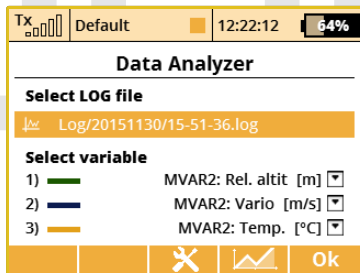 Tx Default 12:22:12 64%
Data Analyzer
Select LOG file
Log/20151130/15-51-36.log
Select variable
1) MVAR2: Rel. altit [m]
2) MVAR2: Vario [m/s]
3) MVAR2: Temp. [°C]
Ok